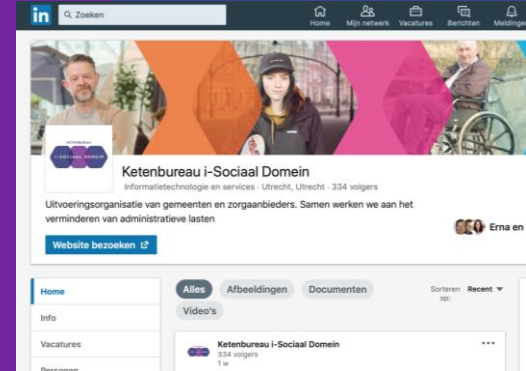 in
Zoeken
Home
Mijn netwerk
Vacatures
Berichten
Meldingen
KETENBUREAU
I-SOCIAAL DOMEIN
Ketenbureau i-Sociaal Domein
Informatietechnologie en services · Utrecht, Utrecht · 334 volgers
Uitvoeringsorganisatie van gemeenten en zorgaanbieders. Samen werken we aan het
verminderen van administratieve lasten
Erna en
Website bezoeken
Home
Info
Vacatures
Personen
Alles
Afbeeldingen
Documenten
Video's
Sorteren
op:
Recent
Ketenbureau i-Sociaal Domein
334 volgers
1 w